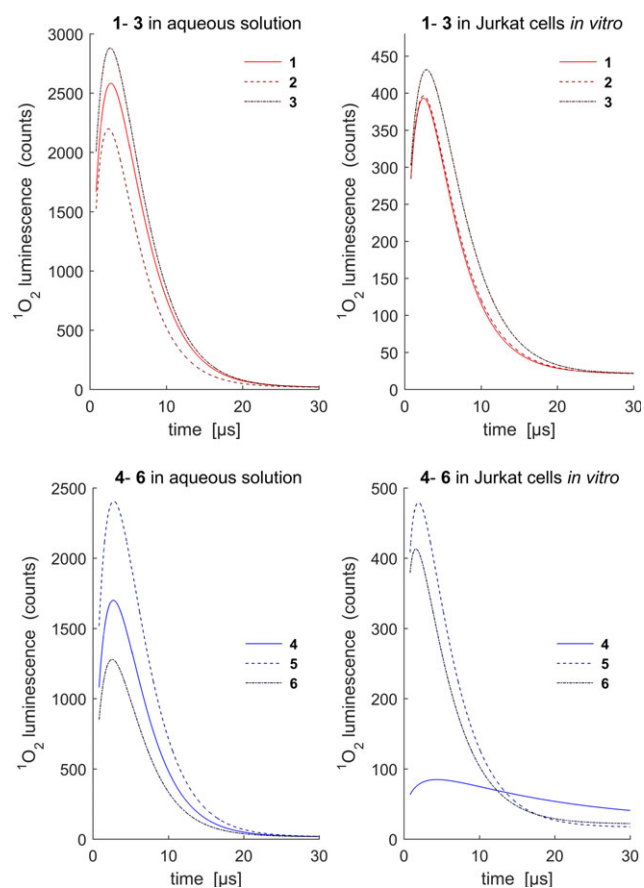 1- 3 in aqueous solution
¹O₂ luminescence (counts)
3000
2500
2000
1500
1000
500
0
1
2
3
0 10 20 30
time [µs]
1- 3 in Jurkat cells in vitro
¹O₂ luminescence (counts)
450
400
350
300
250
200
150
100
50
0
1
2
3
0 10 20 30
time [µs]
4- 6 in aqueous solution
¹O₂ luminescence (counts)
2500
2000
1500
1000
500
0
4
5
6
0 10 20 30
time [µs]
4- 6 in Jurkat cells in vitro
¹O₂ luminescence (counts)
500
400
300
200
100
0
4
5
6
0 10 20 30
time [µs]